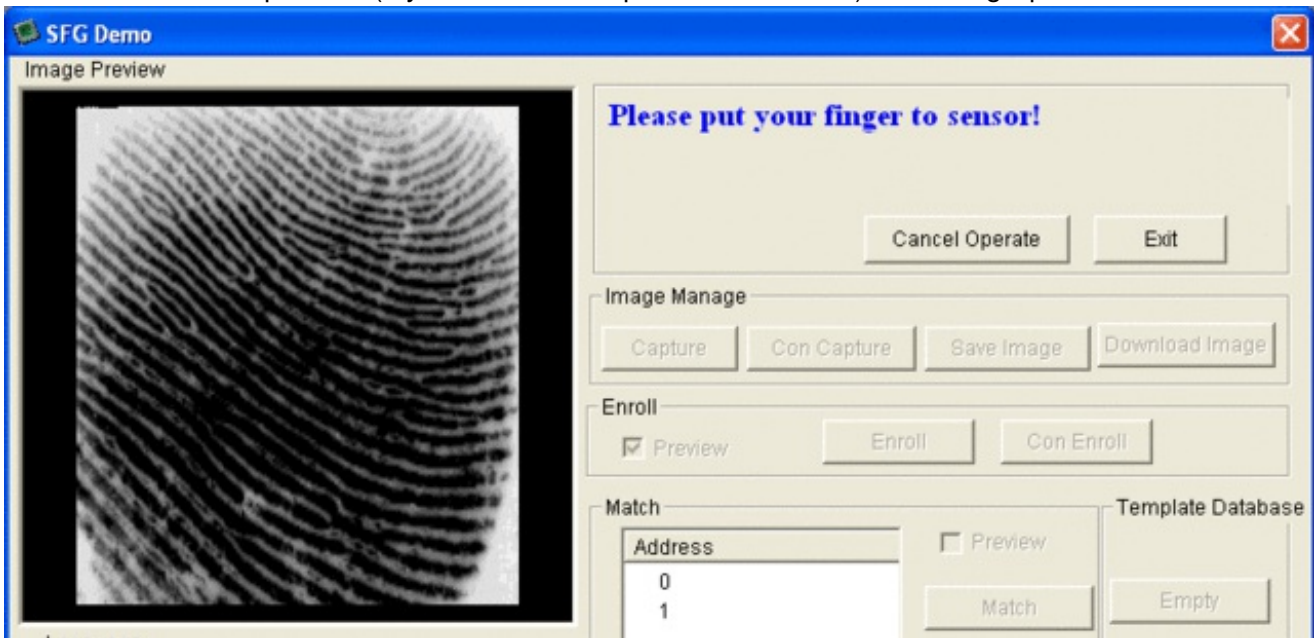 SFG Demo
Image Preview
Please put your finger to sensor!
Cancel Operate
Exit
Image Manage
Capture
Con Capture
Save Image
Download Image
Enroll
Preview
Enroll
Con Enroll
Match
Template Database
Address
Preview
0
1
Match
Empty